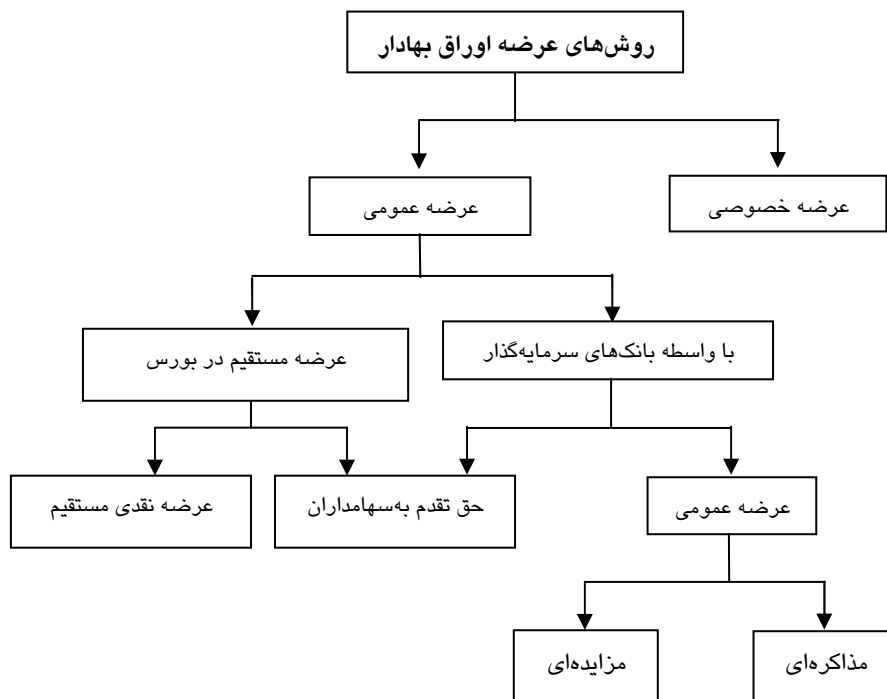 روش‌های عرضه اوراق بهادار
عرضه خصوصی
عرضه عمومی
با واسطه بانک‌های سرمایه‌گذار
عرضه مستقیم در بورس
عرضه عمومی
حق تقدم به‌سهامداران
عرضه نقدی مستقیم
مذاکره‌ای
مزایده‌ای